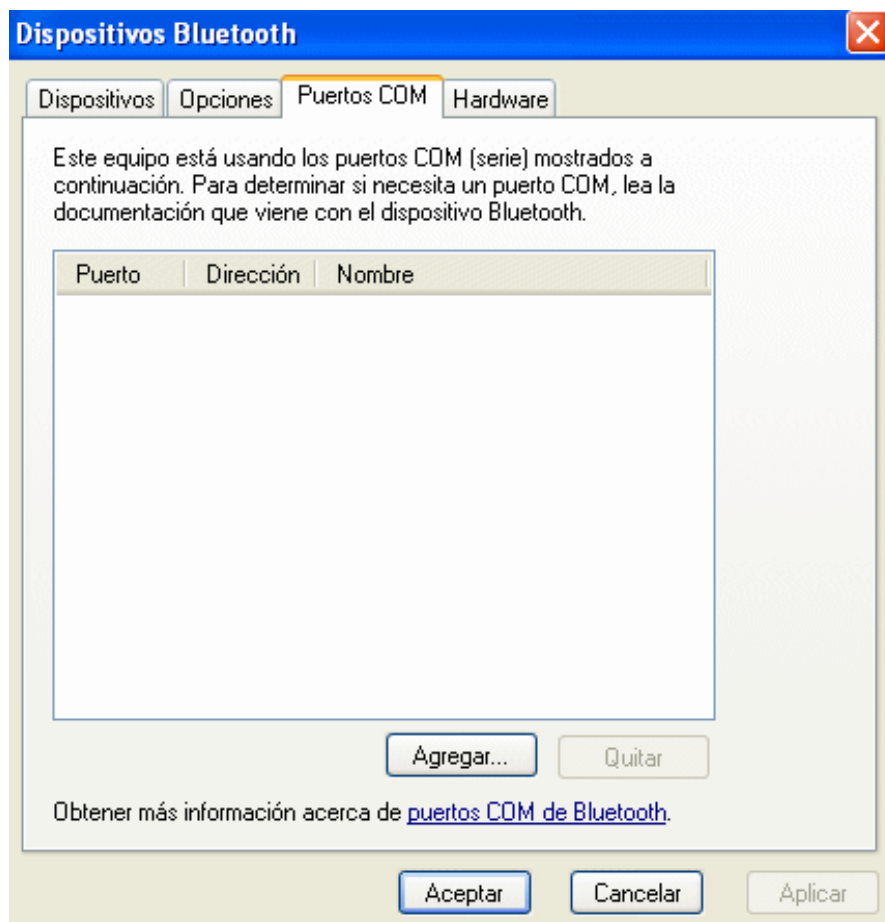 Dispositivos Bluetooth
Dispositivos Opciones Puertos COM Hardware
Este equipo está usando los puertos COM (serie) mostrados a
continuación. Para determinar si necesita un puerto COM, lea la
documentación que viene con el dispositivo Bluetooth.
Puerto Dirección Nombre
Agregar... Quitar
Obtener más información acerca de puertos COM de Bluetooth.
Aceptar Cancelar Aplicar